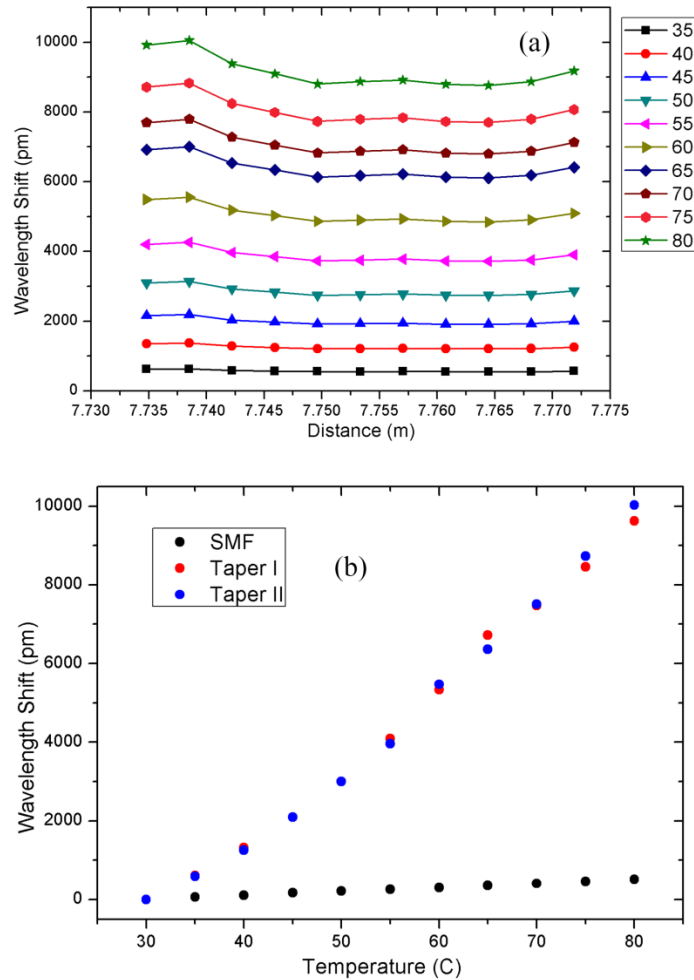 (a)
10000
8000
6000
4000
2000
0
Wavelength Shift (pm)
7.730 7.735 7.740 7.745 7.750 7.755 7.760 7.765 7.770 7.775
Distance (m)
35
40
45
50
55
60
65
70
75
80
(b)
SMF
Taper I
Taper II
10000
8000
6000
4000
2000
0
Wavelength Shift (pm)
30 40 50 60 70 80
Temperature (C)